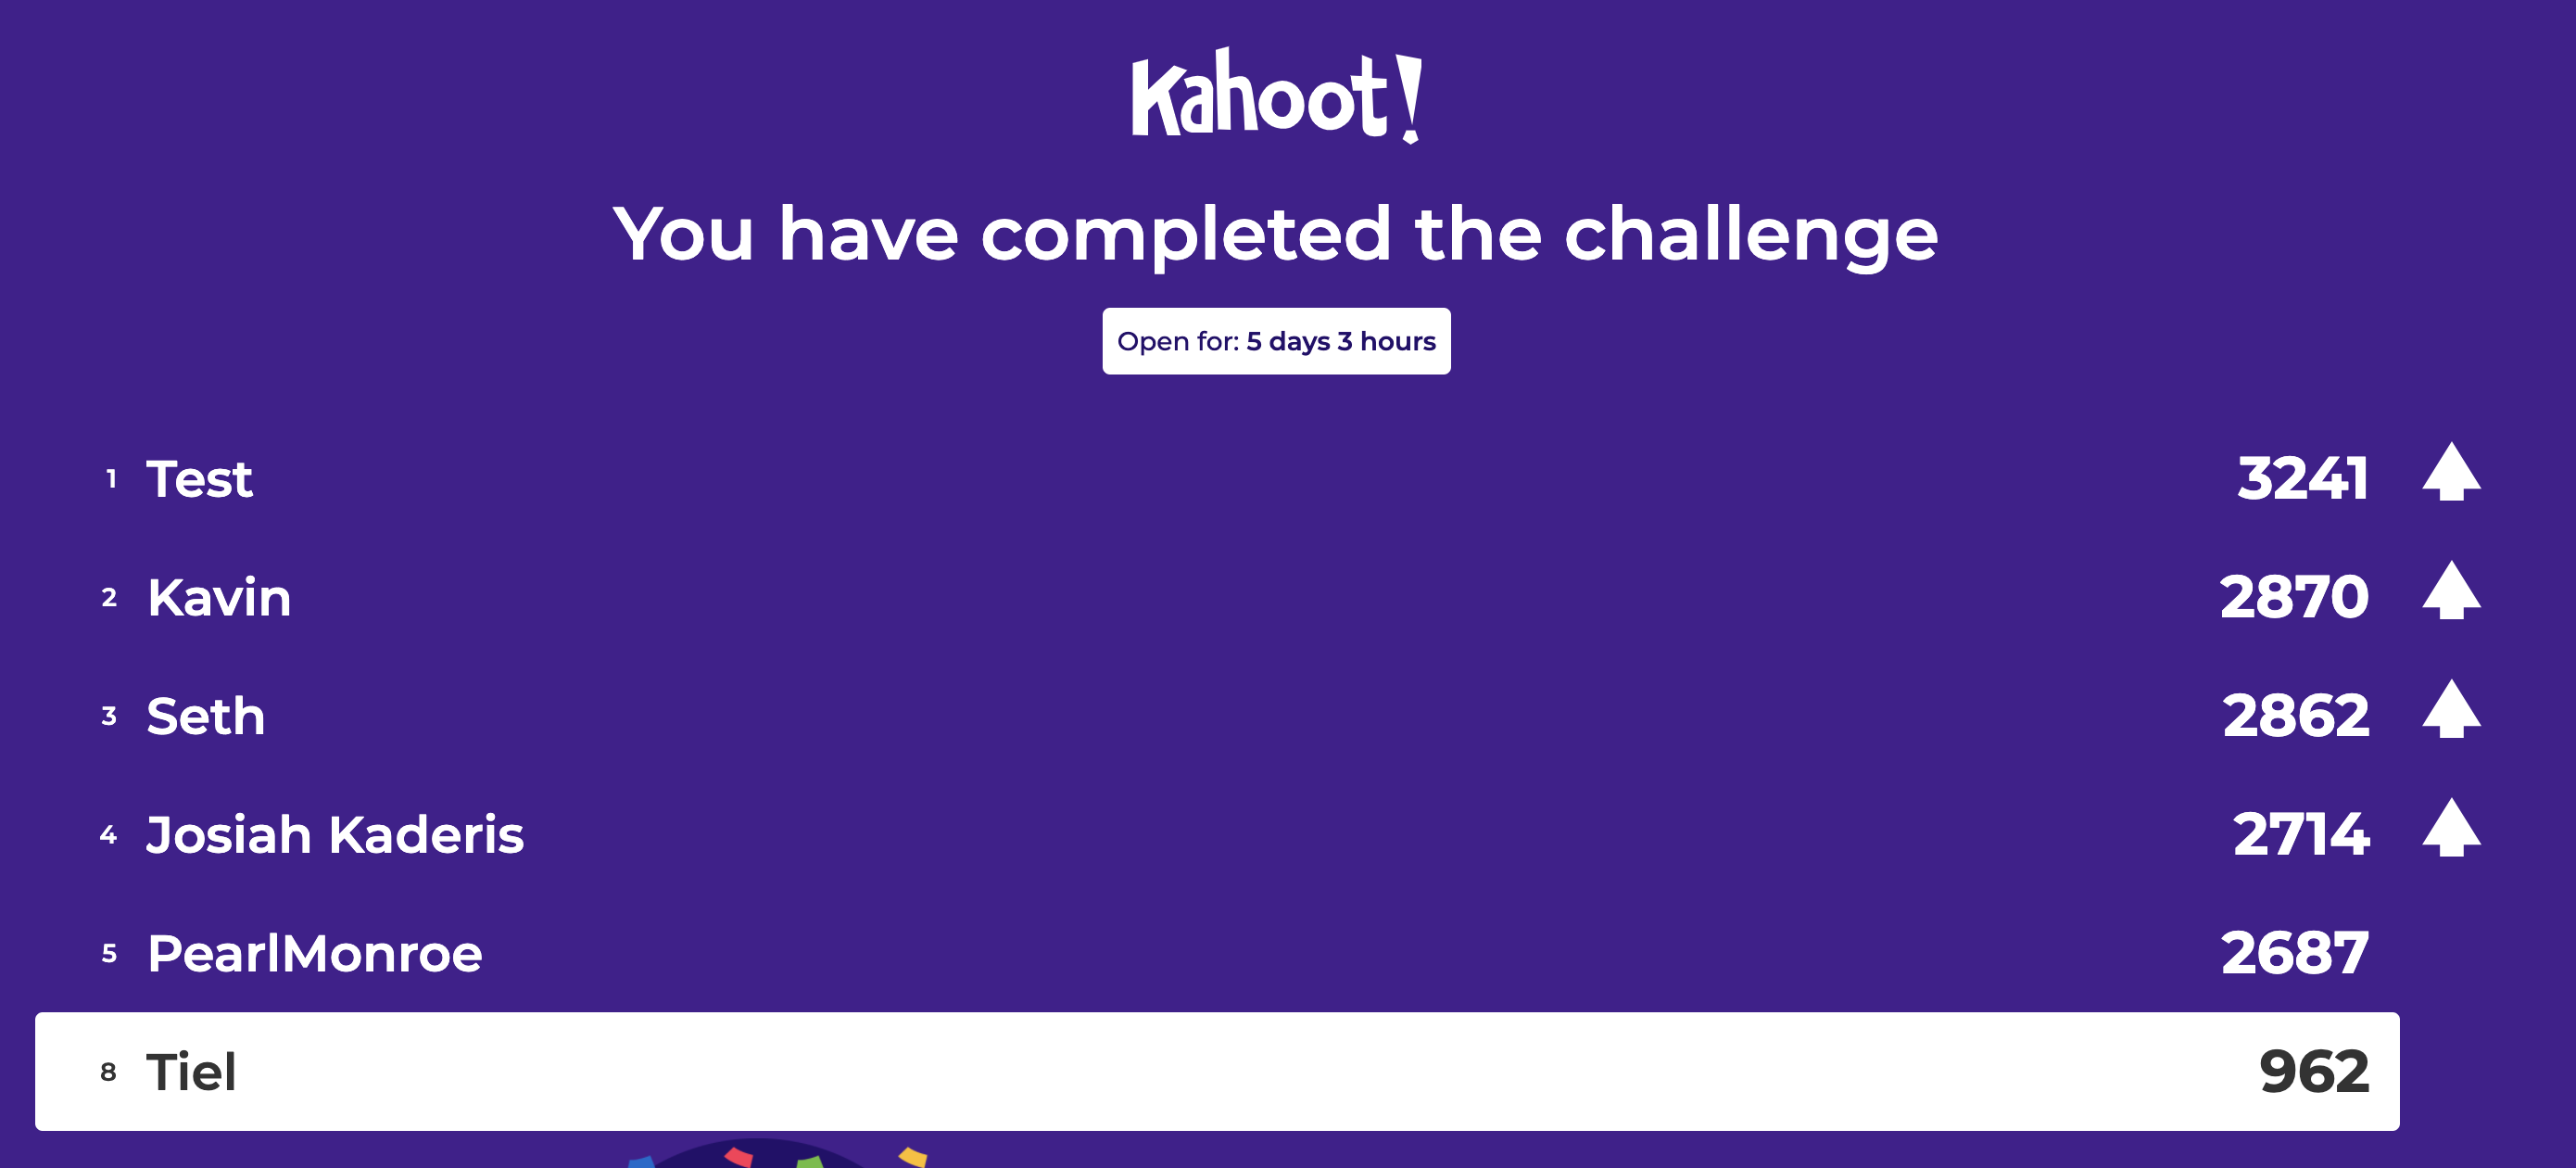 Kahoot!
You have completed the challenge
Open for: 5 days 3 hours
1 Test 3241
2 Kavin 2870
3 Seth 2862
4 Josiah Kaderis 2714
5 PearlMonroe 2687
8 Tiel 962